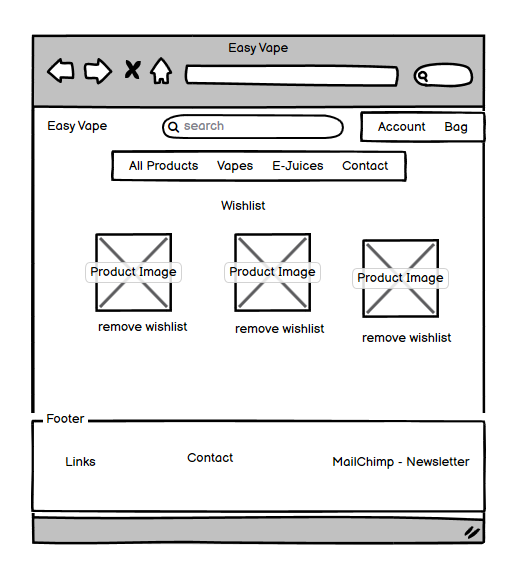 Easy Vape
Easy Vape
search
Account Bag
All Products Vapes E-Juices Contact
Wishlist
Product Image Product Image Product Image
remove wishlist remove wishlist remove wishlist
Footer
Links Contact MailChimp - Newsletter